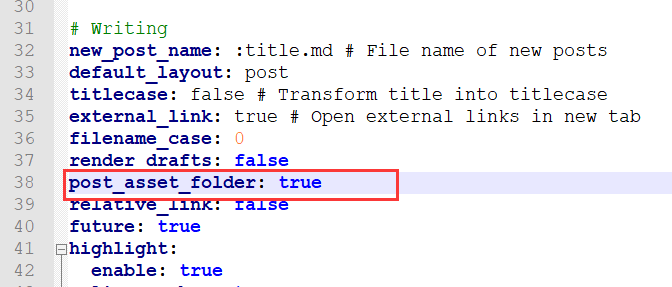 30
31 # Writing
32 new_post_name: :title.md # File name of new posts
33 default_layout: post
34 titlecase: false # Transform title into titlecase
35 external_link: true # Open external links in new tab
36 filename_case: 0
37 render_drafts: false
38 post_asset_folder: true
39 relative_link: false
40 future: true
41 highlight:
42 enable: true